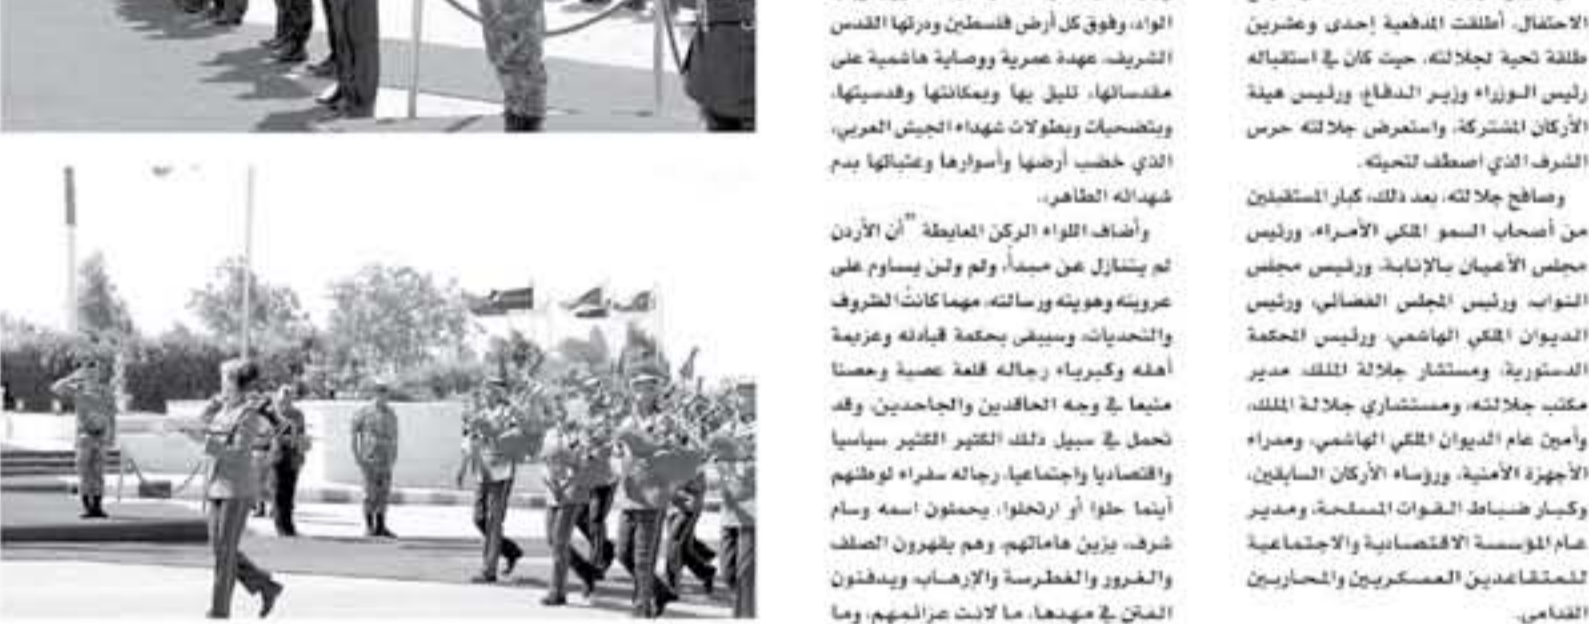 الاحتفال، أطلقت المدفعية إحدى وعشرين
طلقة تحية لجلالته، حيث كان في استقباله
رئيس الوزراء وزير الدفاع، ورئيس هيئة
الأركان المشتركة، واستعرض جلالته حرس
الشرف الذي اصطف لتحيته.
وصافح جلالته، بعد ذلك، كبار المستقبلين
من أصحاب السمو الملكي الأمراء، ورئيس
مجلس الأعيان بالإنابة، ورئيس مجلس
النواب، ورئيس المجلس القضائي، ورئيس
الديوان الملكي الهاشمي، ورئيس المحكمة
الدستورية، ومستشار جلالة الملك، مدير
مكتب جلالته، ومستشاري جلالة الملك،
وأمين عام الديوان الملكي الهاشمي، ومدراء
الأجهزة الأمنية، ورؤساء الأركان السابقين،
وكبار ضباط القوات المسلحة، ومدير
عام المؤسسة الاقتصادية والاجتماعية
للمتقاعدين العسكريين والمحاربين
القدامى.
الواد، وفوق كل أرض فلسطين ودرتها القدس
الشريف، عهدة عمرية ووصاية هاشمية على
مقدساتها، تليق بها وبمكانتها وقدسيتها،
وبتضحيات وبطولات شهداء الجيش العربي،
الذي خضب أرضها وأسوارها وعتباتها بدم
شهدائه الطاهر».
وأضاف اللواء الركن المعايطة "أن الأردن
لم يتنازل عن مبدأ، ولم ولن يساوم على
عروبته وهويته ورسالته، مهما كانت الظروف
والتحديات، وسيبقى بحكمة قيادته وعزيمة
أهله وكبرياء رجاله قلعة عصية وحصنا
منيعا في وجه الحاقدين والجاحدين، وقد
تحمل في سبيل ذلك الكثير الكثير سياسيا
واقتصاديا واجتماعيا، رجاله سفراء لوطنهم
أينما حلوا أو ارتحلوا، يحملون اسمه وسام
شرف، يزين هاماتهم، وهم يقهرون الصلف
والغرور والغطرسة والإرهاب، ويدفنون
الفتن في مهدها، ما لانت عزائمهم، وما